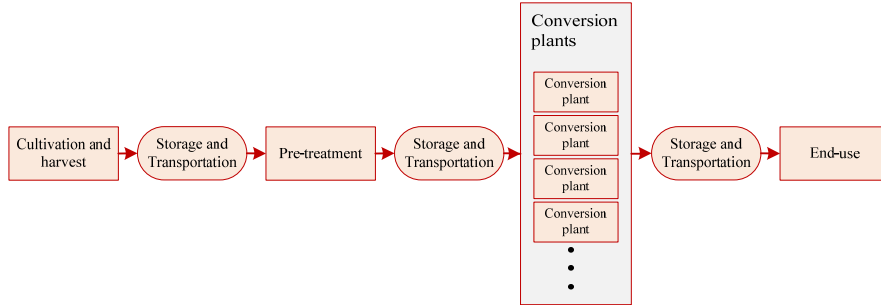 Cultivation and
harvest
Storage and
Transportation
Pre-treatment
Storage and
Transportation
Conversion
plants
Conversion
plant
Conversion
plant
Conversion
plant
Conversion
plant
Storage and
Transportation
End-use